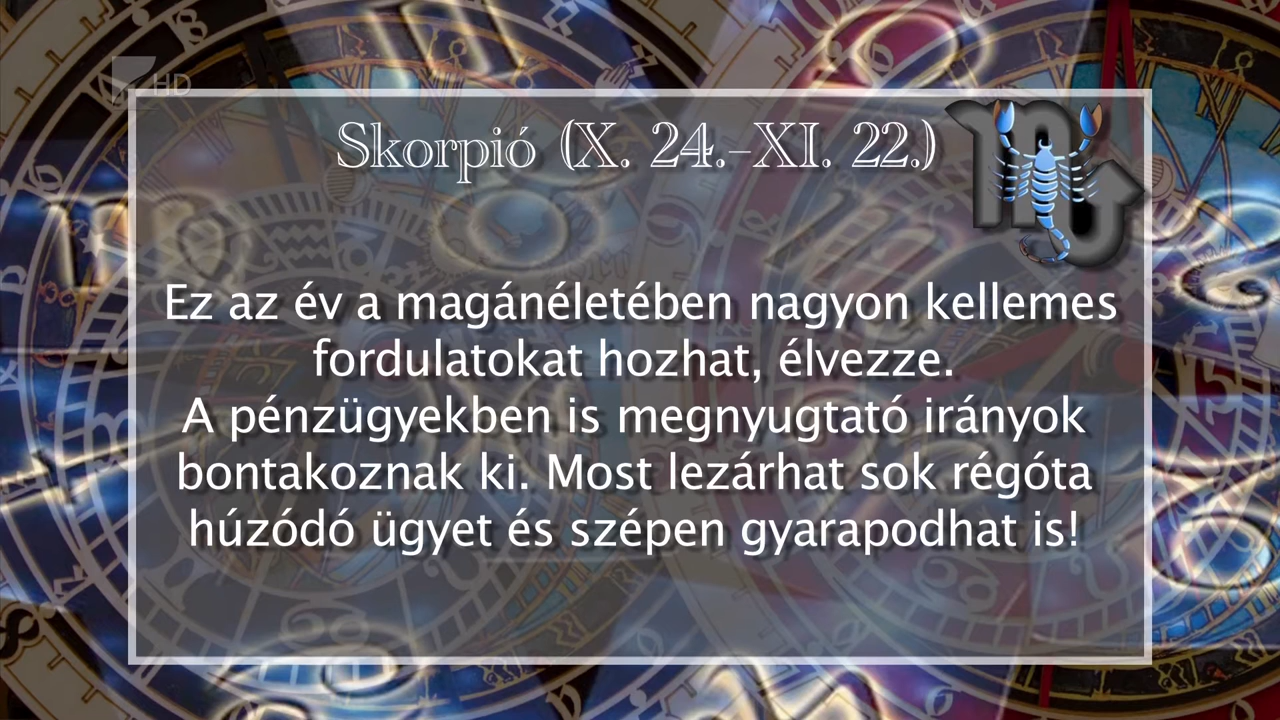 HD
Skorpió (X. 24.-XI. 22.)
Ez az év a magánéletében nagyon kellemes
fordulatokat hozhat, élvezze.
A pénzügyekben is megnyugtató irányok
bontakoznak ki. Most lezárhat sok régóta
húzódó ügyet és szépen gyarapodhat is!